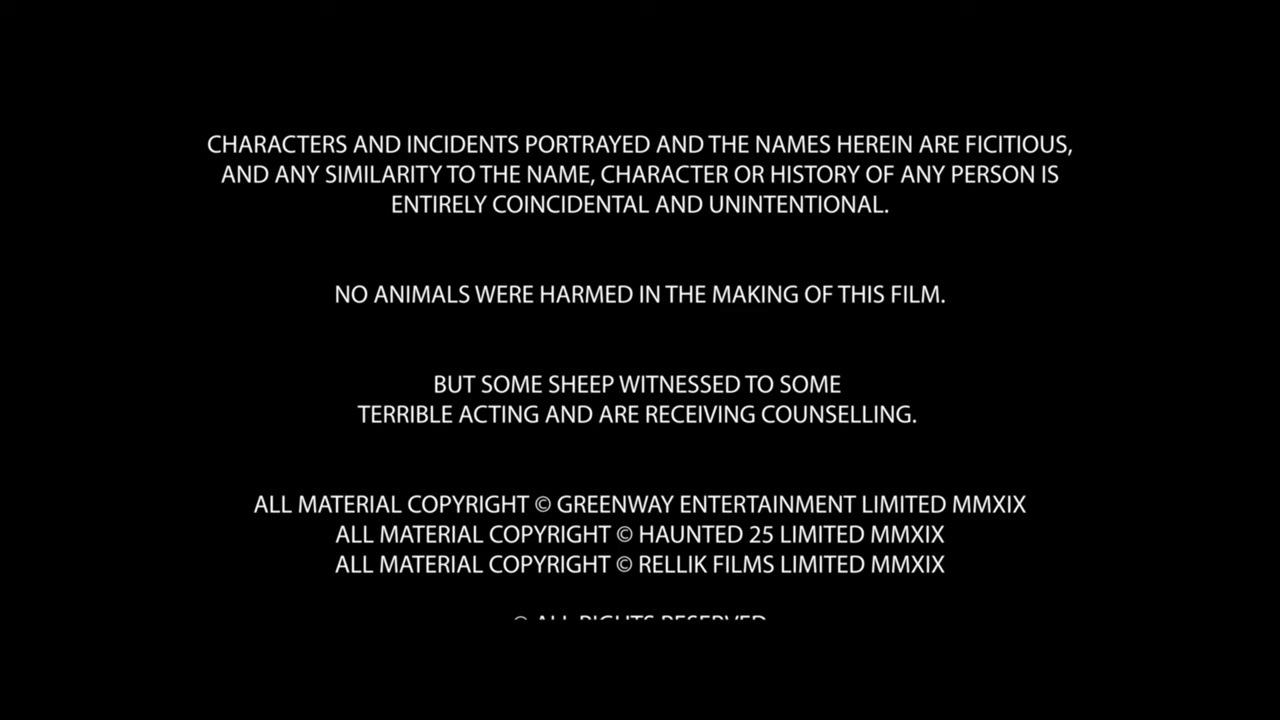 CHARACTERS AND INCIDENTS PORTRAYED AND THE NAMES HEREIN ARE FICITIOUS,
AND ANY SIMILARITY TO THE NAME, CHARACTER OR HISTORY OF ANY PERSON IS
ENTIRELY COINCIDENTAL AND UNINTENTIONAL.
NO ANIMALS WERE HARMED IN THE MAKING OF THIS FILM.
BUT SOME SHEEP WITNESSED TO SOME
TERRIBLE ACTING AND ARE RECEIVING COUNSELLING.
ALL MATERIAL COPYRIGHT © GREENWAY ENTERTAINMENT LIMITED MMXIX
ALL MATERIAL COPYRIGHT © HAUNTED 25 LIMITED MMXIX
ALL MATERIAL COPYRIGHT © RELLIK FILMS LIMITED MMXIX
© ALL RIGHTS RESERVED